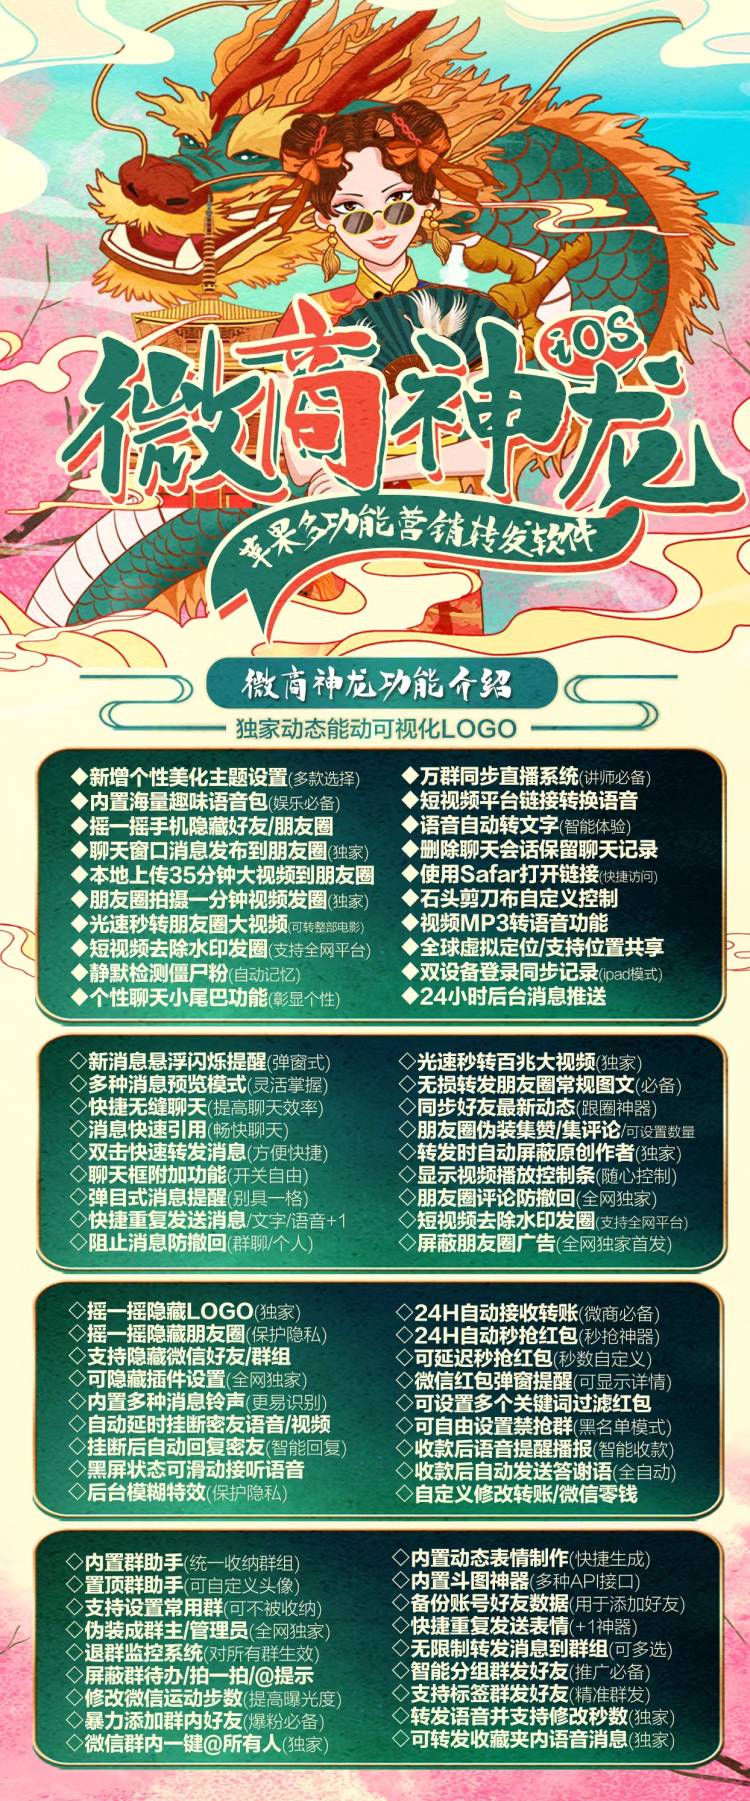 微商神龙
iOS
苹果多功能营销转发软件
微商神龙功能介绍
独家动态能动可视化LOGO
◆新增个性美化主题设置(多款选择)
◆内置海量趣味语音包(娱乐必备)
◆摇一摇手机隐藏好友/朋友圈
◆聊天窗口消息发布到朋友圈(独家)
◆本地上传35分钟大视频到朋友圈
◆朋友圈拍摄一分钟视频发圈(独家)
◆光速秒转朋友圈大视频(可转整部电影)
◆短视频去除水印发圈(支持全网平台)
◆静默检测僵尸粉(自动记忆)
◆个性聊天小尾巴功能(彰显个性)
◆万群同步直播系统(讲师必备)
◆短视频平台链接转换语音
◆语音自动转文字(智能体验)
◆删除聊天会话保留聊天记录
◆使用Safar打开链接(快捷访问)
◆石头剪刀布自定义控制
◆视频MP3转语音功能
◆全球虚拟定位/支持位置共享
◆双设备登录同步记录(ipad模式)
◆24小时后台消息推送
◇新消息悬浮闪烁提醒(弹窗式)
◇多种消息预览模式(灵活掌握)
◇快捷无缝聊天(提高聊天效率)
◇消息快速引用(畅快聊天)
◇双击快速转发消息(方便快捷)
◇聊天框附加功能(开关自由)
◇弹目式消息提醒(别具一格)
◇快捷重复发送消息/文字/语音+1
◇阻止消息防撤回(群聊/个人)
◇光速秒转百兆大视频(独家)
◇无损转发朋友圈常规图文(必备)
◇同步好友最新动态(跟圈神器)
◇朋友圈伪装集赞/集评论/可设置数量
◇转发时自动屏蔽原创作者(独家)
◇显示视频播放控制条(随心控制)
◇朋友圈评论防撤回(全网独家)
◇短视频去除水印发圈(支持全网平台)
◇屏蔽朋友圈广告(全网独家首发)
◇摇一摇隐藏LOGO(独家)
◇摇一摇隐藏朋友圈(保护隐私)
◇支持隐藏微信好友/群组
◇可隐藏插件设置(全网独家)
◇内置多种消息铃声(更易识别)
◇自动延时挂断密友语音/视频
◇挂断后自动回复密友(智能回复)
◇黑屏状态可滑动接听语音
◇后台模糊特效(保护隐私)
◇24H自动接收转账(微商必备)
◇24H自动秒抢红包(秒抢神器)
◇可延迟秒抢红包(秒数自定义)
◇微信红包弹窗提醒(可显示详情)
◇可设置多个关键词过滤红包
◇可自由设置禁抢群(黑名单模式)
◇收款后语音提醒播报(智能收款)
◇收款后自动发送答谢语(全自动)
◇自定义修改转账/微信零钱
◇内置群助手(统一收纳群组)
◇置顶群助手(可自定义头像)
◇支持设置常用群(可不被收纳)
◇伪装成群主/管理员(全网独家)
◇退群监控系统(对所有群生效)
◇屏蔽群待办/拍一拍/@提示
◇修改微信运动步数(提高曝光度)
◇暴力添加群内好友(爆粉必备)
◇微信群内一键@所有人(独家)
◇内置动态表情制作(快捷生成)
◇内置斗图神器(多种API接口)
◇备份账号好友数据(用于添加好友)
◇快捷重复发送表情(+1神器)
◇无限制转发消息到群组(可多选)
◇智能分组群发好友(推广必备)
◇支持标签群发好友(精准群发)
◇转发语音并支持修改秒数(独家)
◇可转发收藏夹内语音消息(独家)